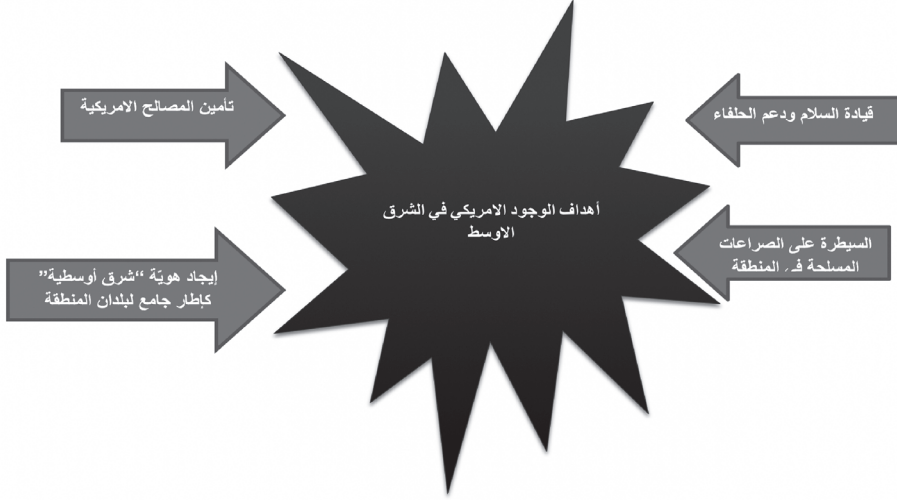 قيادة السلام ودعم الحلفاء
تأمين المصالح الامريكية
أهداف الوجود الامريكي في الشرق
الاوسط
السيطرة على الصراعات
المسلحة في المنطقة
إيجاد هويّة “شرق أوسطية”
كإطار جامع لبلدان المنطقة